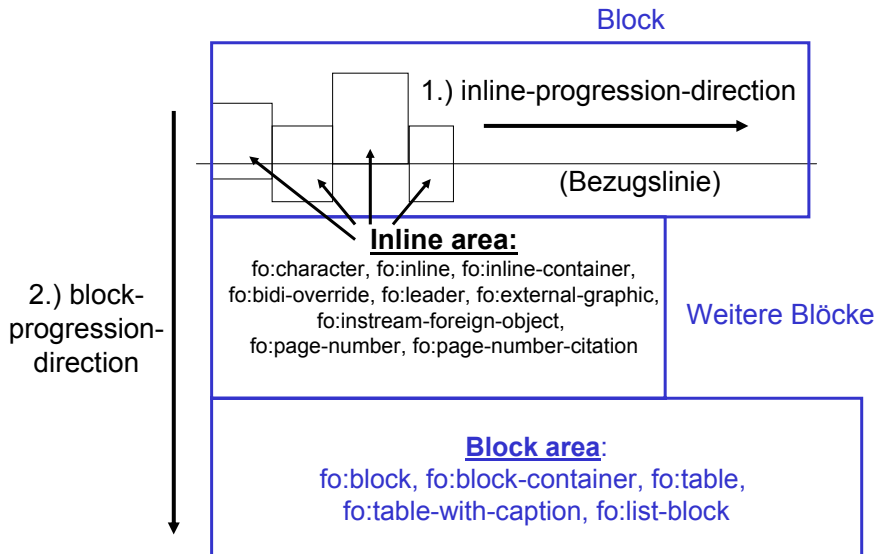 Block
1.) inline-progression-direction
(Bezugslinie)
Inline area:
fo:character, fo:inline, fo:inline-container,
fo:bidi-override, fo:leader, fo:external-graphic,
fo:instream-foreign-object,
fo:page-number, fo:page-number-citation
2.) block-
progression-
direction
Weitere Blöcke
Block area:
fo:block, fo:block-container, fo:table,
fo:table-with-caption, fo:list-block